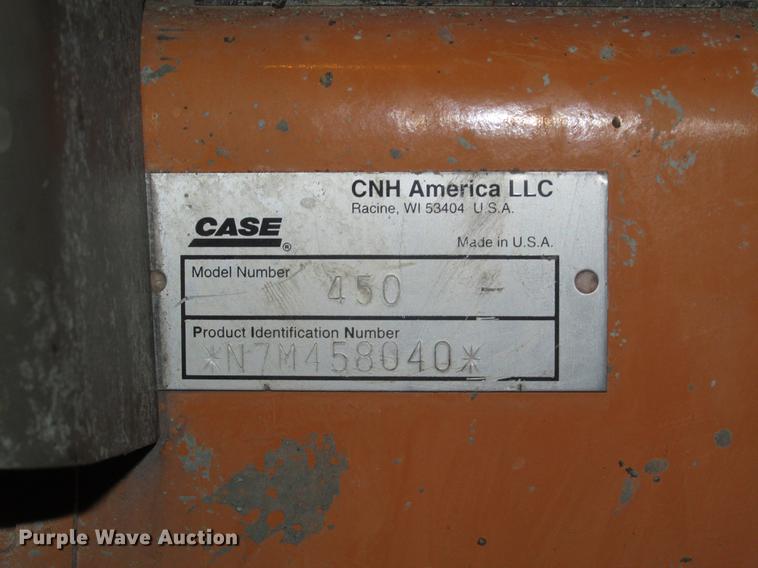 CNH America LLC
Racine, WI 53404 U.S.A.
CASE®
Made in U.S.A.
Model Number
450 -
Product Identification Number
*N7M458040*
Purple Wave Auction